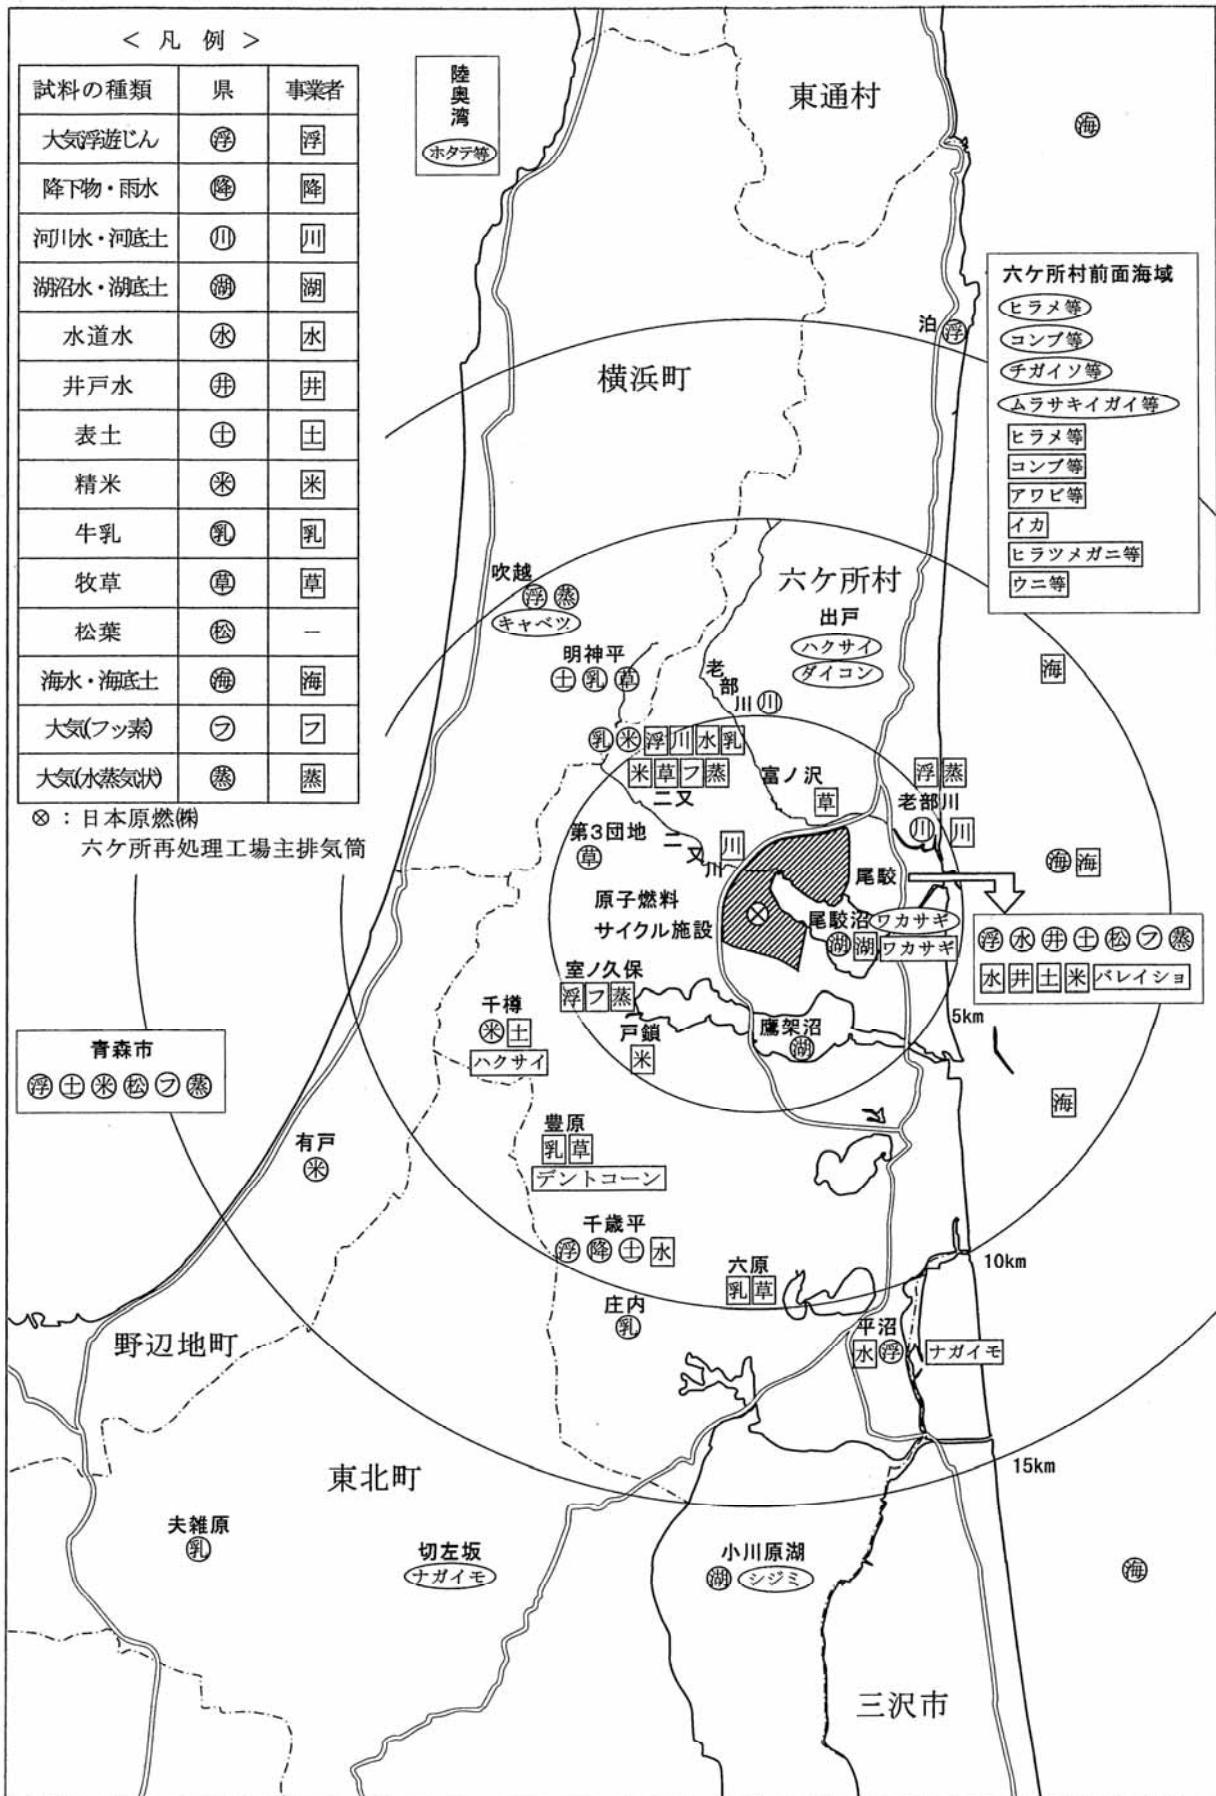 ＜ 凡 例 ＞
試料の種類 県 事業者
大気浮遊じん 浮 浮
降下物・雨水 降 降
河川水・河底土 川 川
湖沼水・湖底土 湖 湖
水道水 水 水
井戸水 井 井
表土 土 土
精米 米 米
牛乳 乳 乳
牧草 草 草
松葉 松 －
海水・海底土 海 海
大気(フッ素) フ フ
大気(水蒸気状) 蒸 蒸
⊗：日本原燃㈱
六ケ所再処理工場主排気筒
陸奥湾
ホタテ等
東通村
海
六ケ所村前面海域
ヒラメ等
コンブ等
チガイソ等
ムラサキイガイ等
ヒラメ等
コンブ等
アワビ等
イカ
ヒラツメガニ等
ウニ等
泊 浮
横浜町
吹越
浮 蒸
キャベツ
六ケ所村
出戸
ハクサイ
ダイコン
明神平
土 乳 草
老部川 川
海
乳 米 浮 川 水 乳
米 草 フ 蒸
二又
富ノ沢
草
浮 蒸
老部川
川 川
第3団地
草
二又川
川
海 海
尾駮
原子燃料
サイクル施設
尾駮沼 ワカサギ
湖 湖 ワカサギ
浮 水 井 土 松 フ 蒸
水 井 土 米 バレイショ
室ノ久保
浮 フ 蒸
千樽
米 土
ハクサイ
戸鎖
米
鷹架沼
湖
5km
青森市
浮 土 米 松 フ 蒸
海
有戸
米
豊原
乳 草
デントコーン
千歳平
浮 降 土 水
六原
乳 草
10km
庄内
乳
野辺地町
平沼
水 浮 ナガイモ
15km
東北町
夫雑原
乳
切左坂
ナガイモ
小川原湖
湖 シジミ
海
三沢市